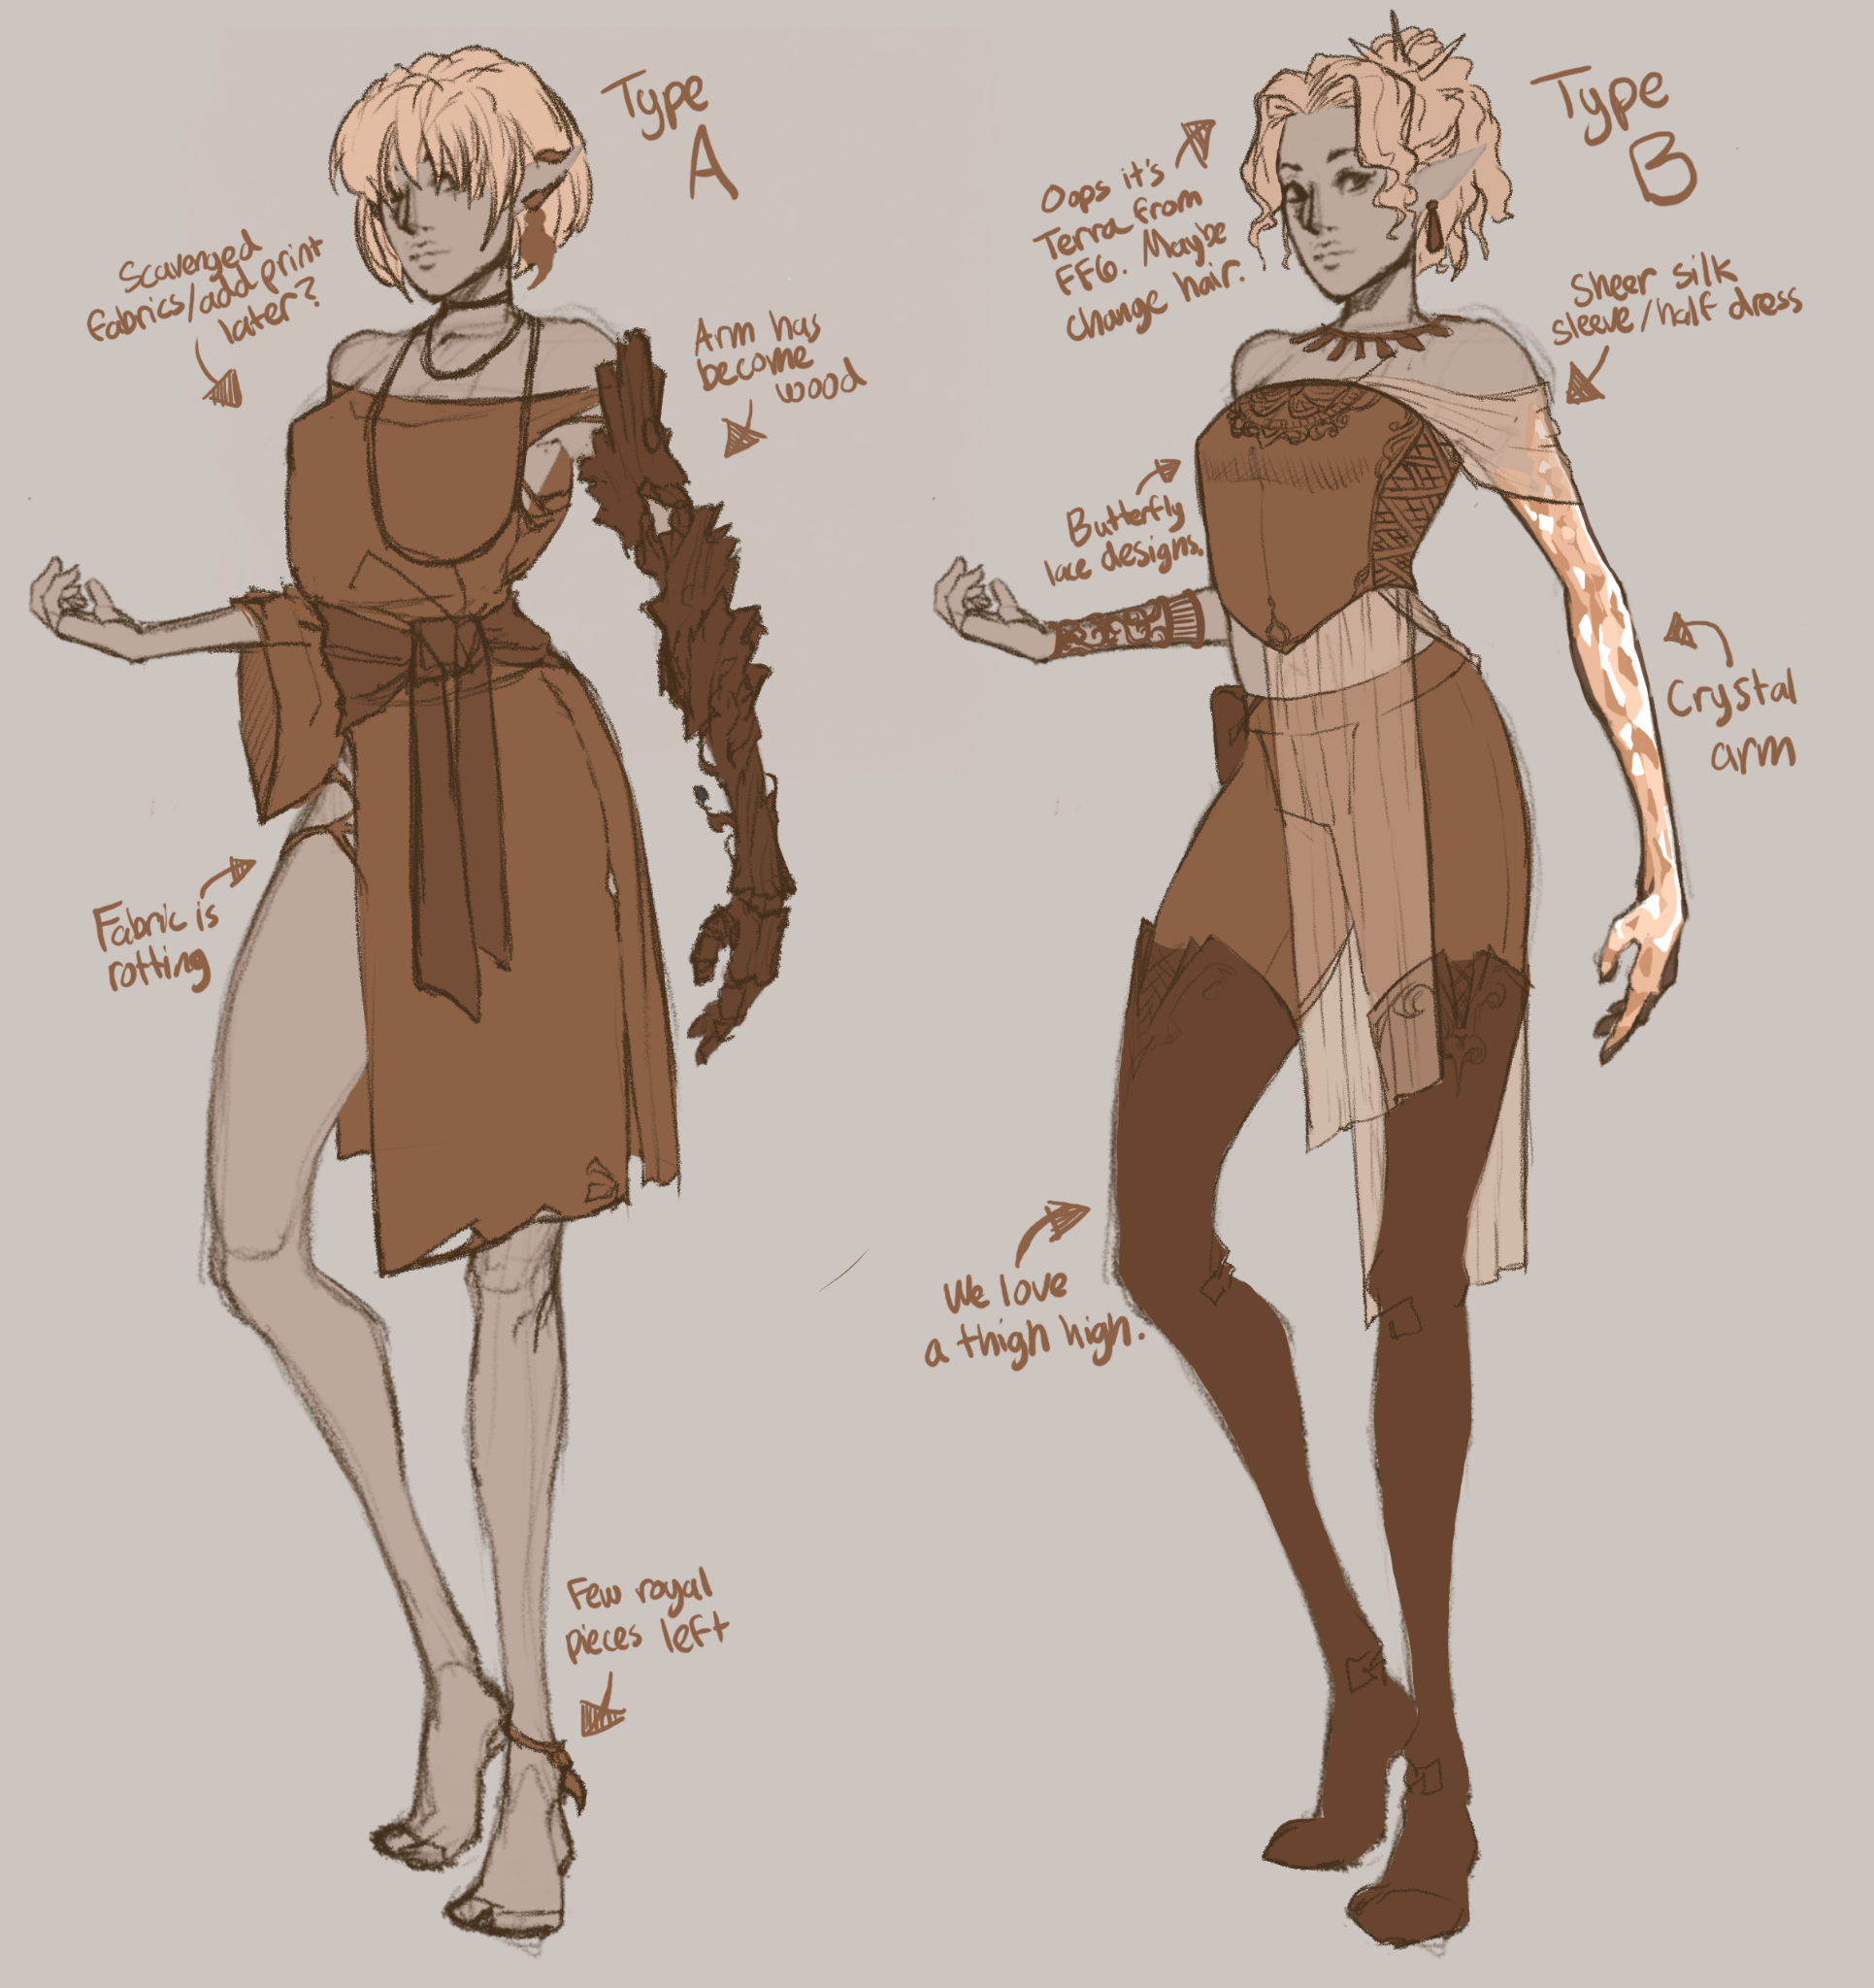 Type
A
Scavenged
fabrics/add print
later?
Arm has
become
wood
Fabric is
rotting
Few royal
pieces left
Type
B
Oops it's
Terra from
FF6. Maybe
change hair.
Sheer silk
sleeve/half dress
Butterfly
lace designs.
Crystal
arm
We love
a thigh high.